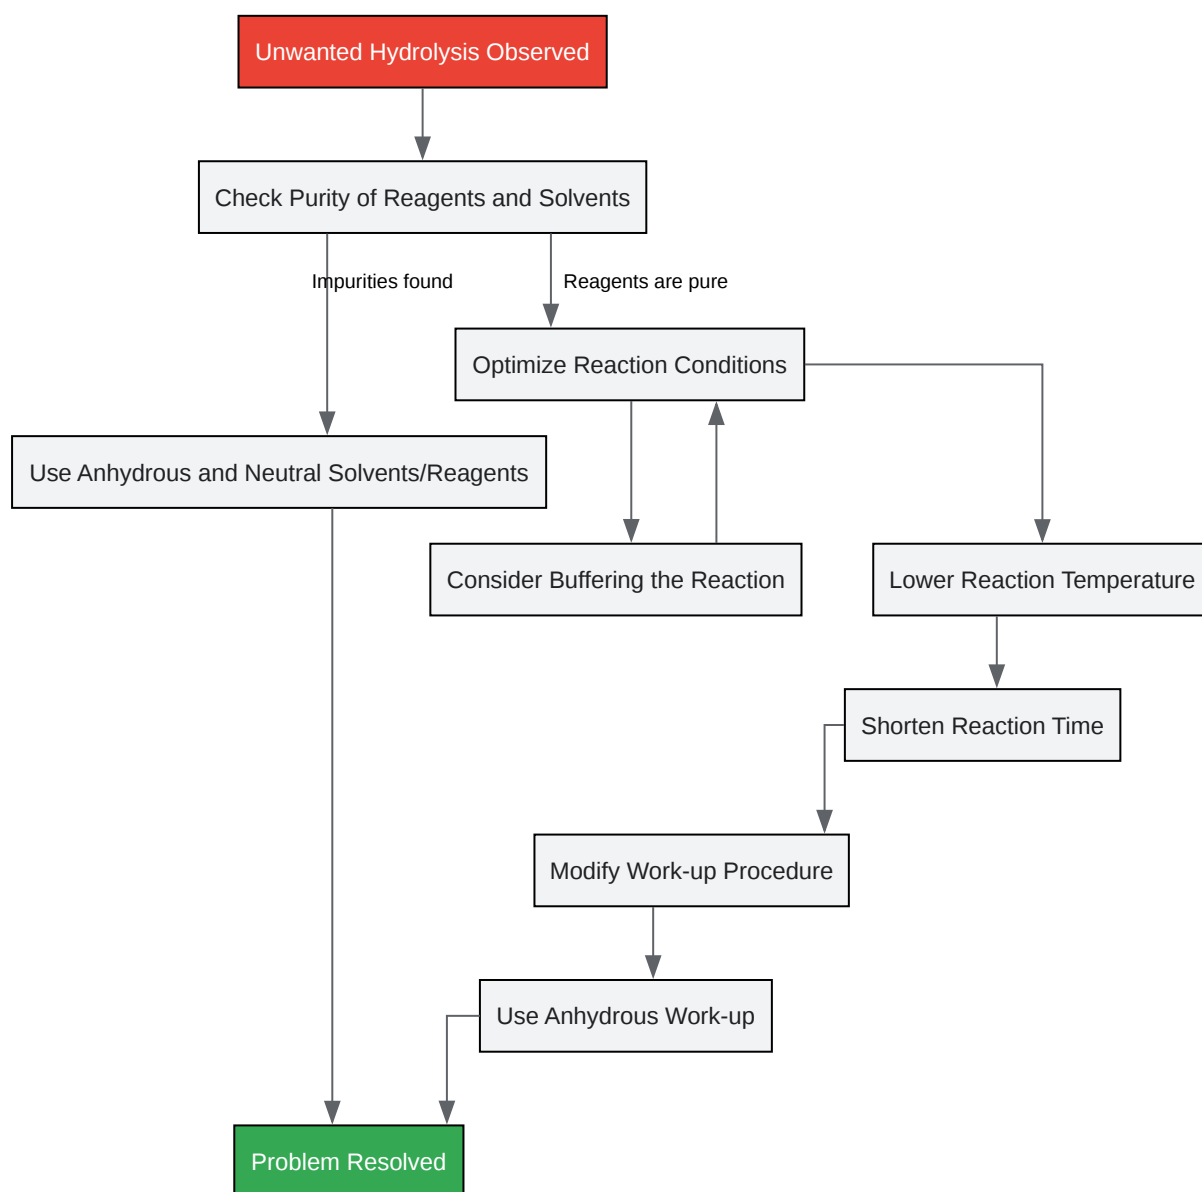 Unwanted Hydrolysis Observed
Check Purity of Reagents and Solvents
Impurities found
Reagents are pure
Optimize Reaction Conditions
Use Anhydrous and Neutral Solvents/Reagents
Consider Buffering the Reaction
Lower Reaction Temperature
Shorten Reaction Time
Modify Work-up Procedure
Use Anhydrous Work-up
Problem Resolved